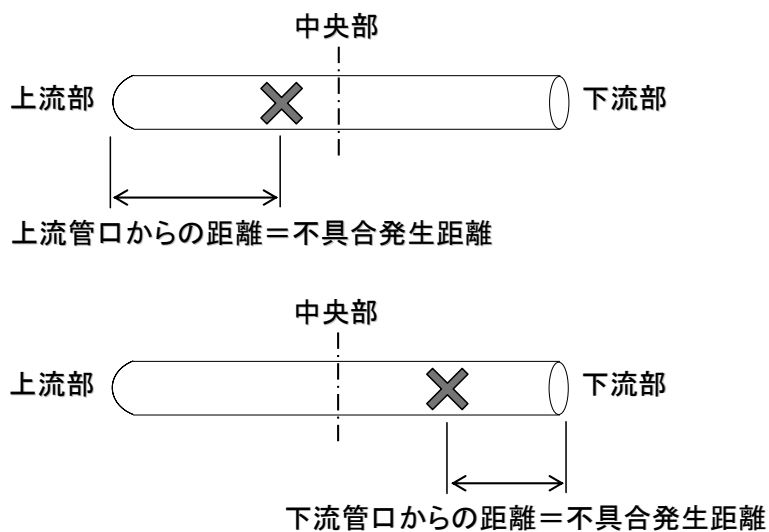 中央部
上流部
下流部
上流管口からの距離＝不具合発生距離
中央部
上流部
下流部
下流管口からの距離＝不具合発生距離